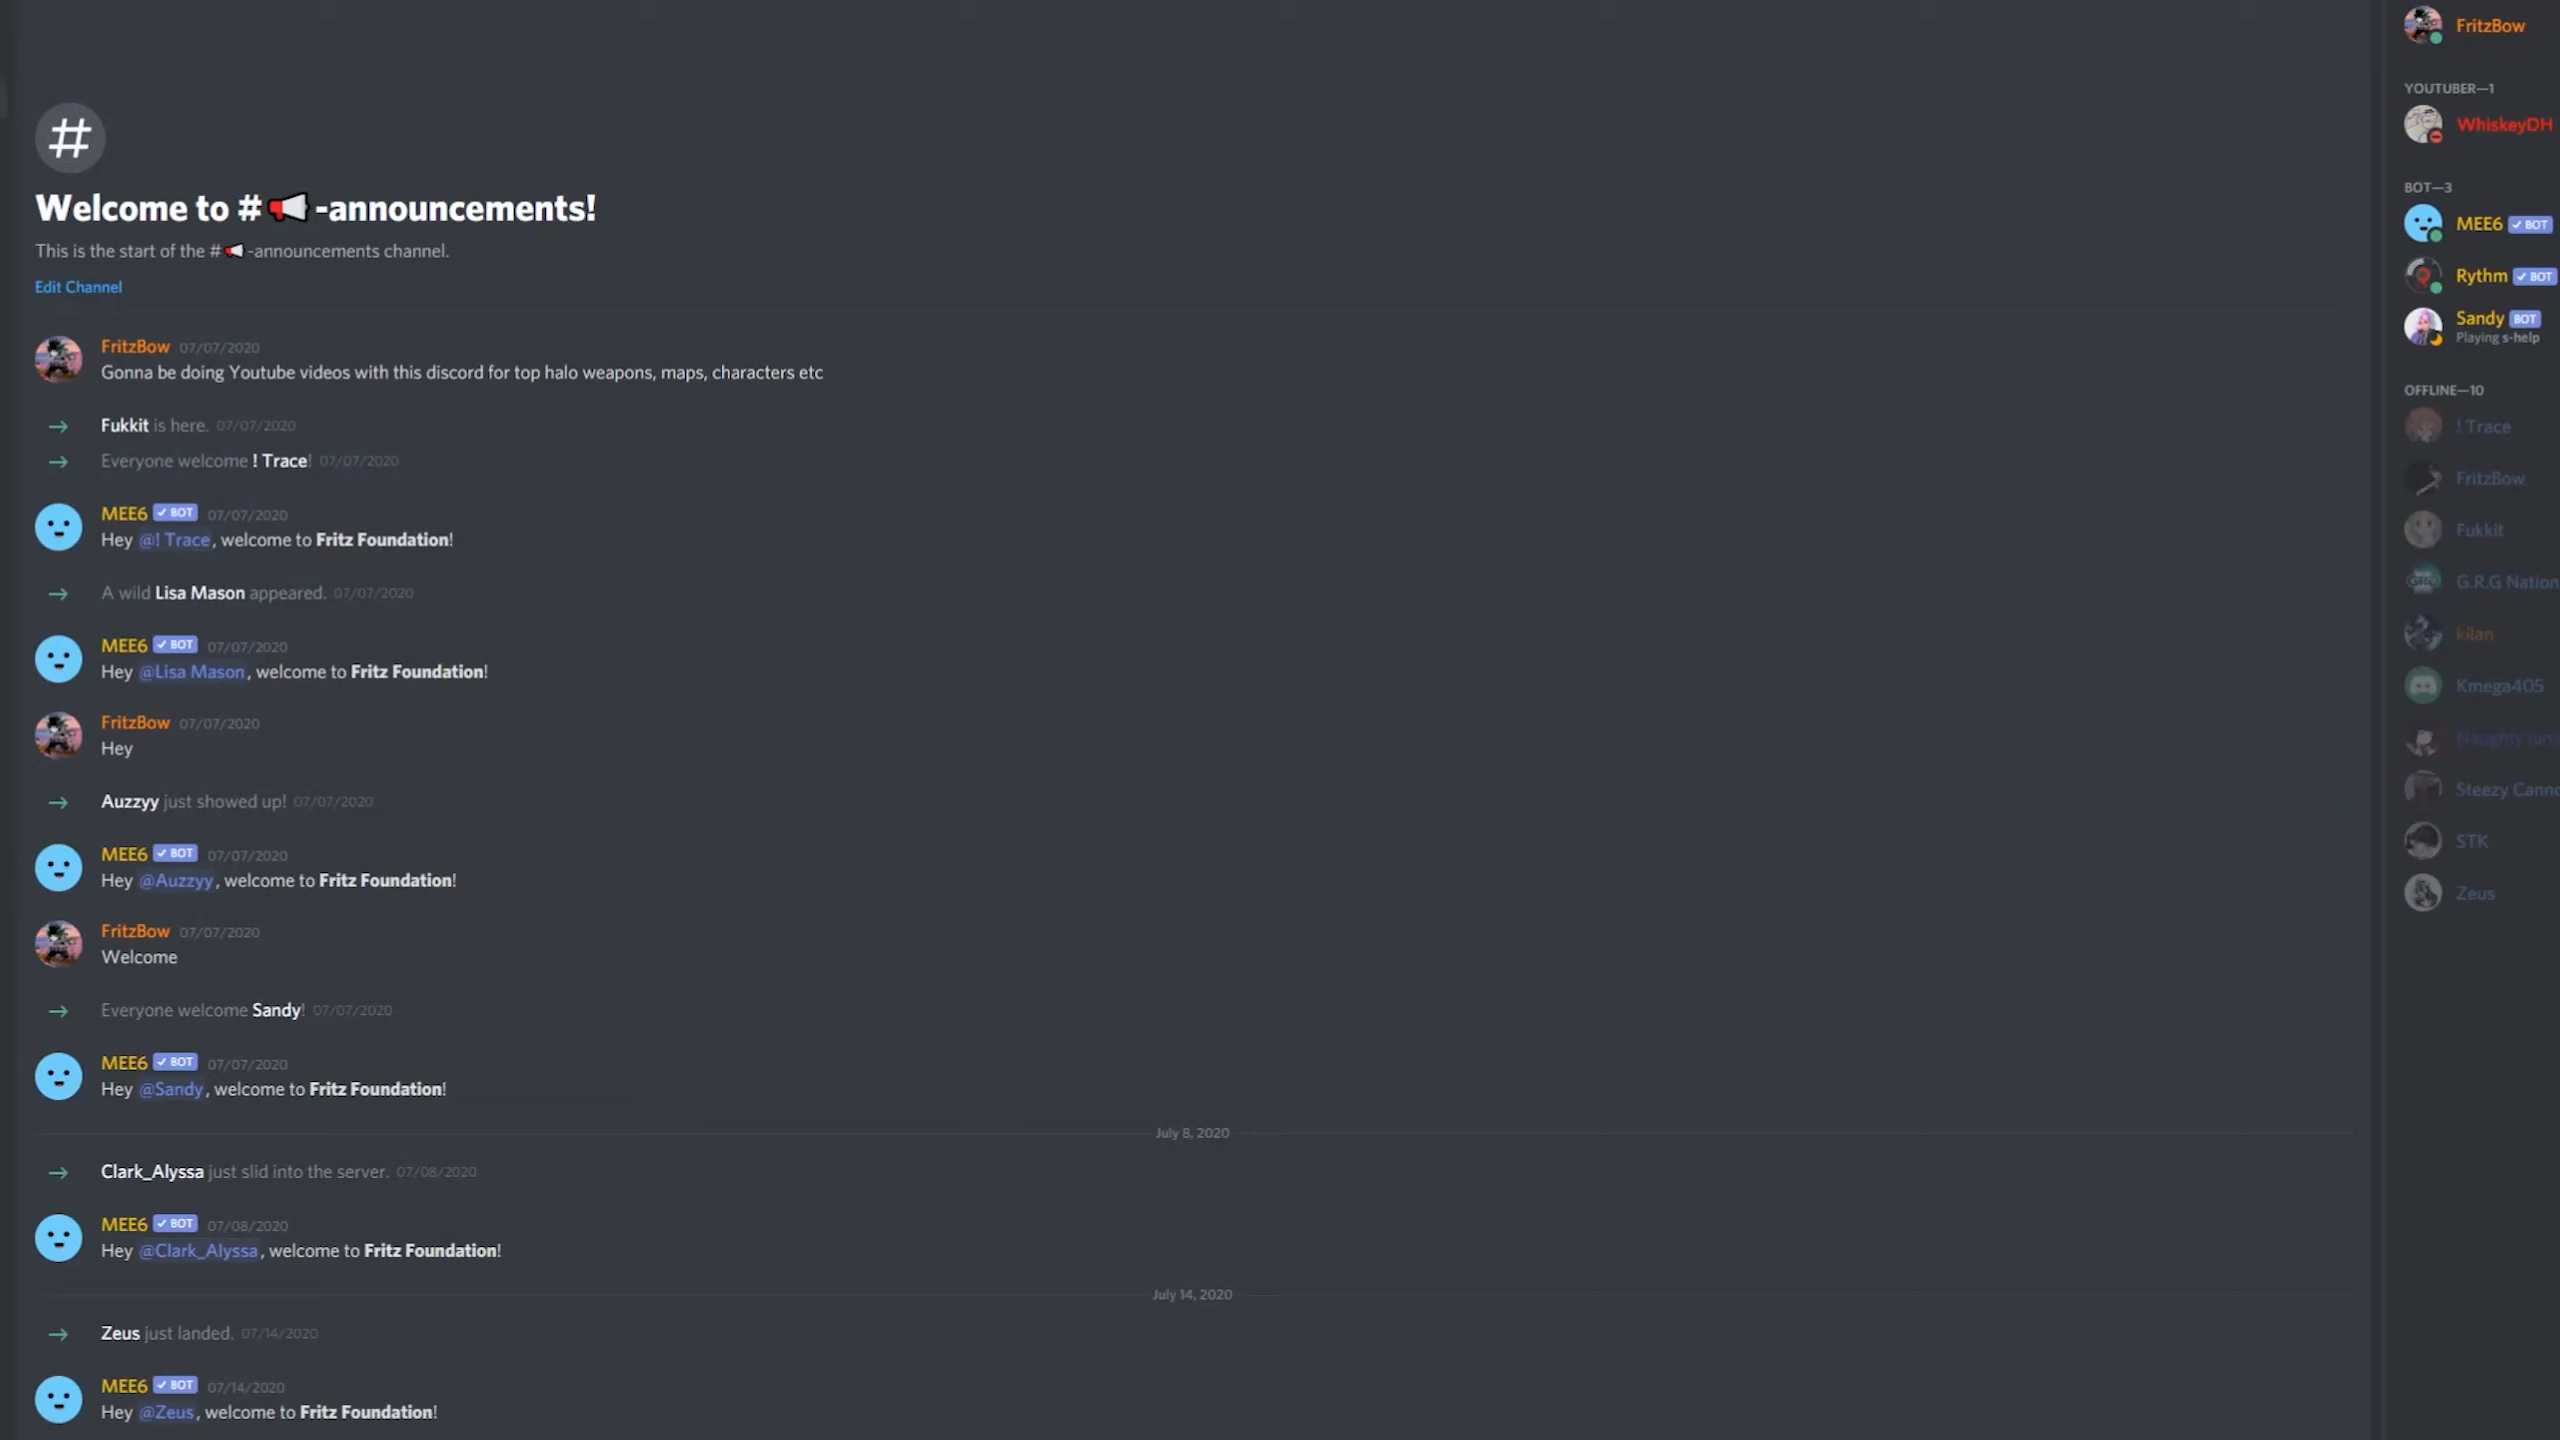 Welcome to #📢-announcements!
This is the start of the #📢-announcements channel.
Edit Channel
FritzBow 07/07/2020
Gonna be doing Youtube videos with this discord for top halo weapons, maps, characters etc
Fukkit is here. 07/07/2020
Everyone welcome ! Trace! 07/07/2020
MEE6 BOT 07/07/2020
Hey @! Trace, welcome to Fritz Foundation!
A wild Lisa Mason appeared. 07/07/2020
MEE6 BOT 07/07/2020
Hey @Lisa Mason, welcome to Fritz Foundation!
FritzBow 07/07/2020
Hey
Auzzyy just showed up! 07/07/2020
MEE6 BOT 07/07/2020
Hey @Auzzyy, welcome to Fritz Foundation!
FritzBow 07/07/2020
Welcome
Everyone welcome Sandy! 07/07/2020
MEE6 BOT 07/07/2020
Hey @Sandy, welcome to Fritz Foundation!
July 8, 2020
Clark_Alyssa just slid into the server. 07/08/2020
MEE6 BOT 07/08/2020
Hey @Clark_Alyssa, welcome to Fritz Foundation!
July 14, 2020
Zeus just landed. 07/14/2020
MEE6 BOT 07/14/2020
Hey @Zeus, welcome to Fritz Foundation!
FritzBow
YOUTUBER—1
WhiskeyDH
BOT—3
MEE6 BOT
Rythm BOT
Sandy BOT
Playing s-help
OFFLINE—10
! Trace
FritzBow
Fukkit
G.R.G Nation
kilan
Kmega405
Naughty
Steezy Canno
STK
Zeus